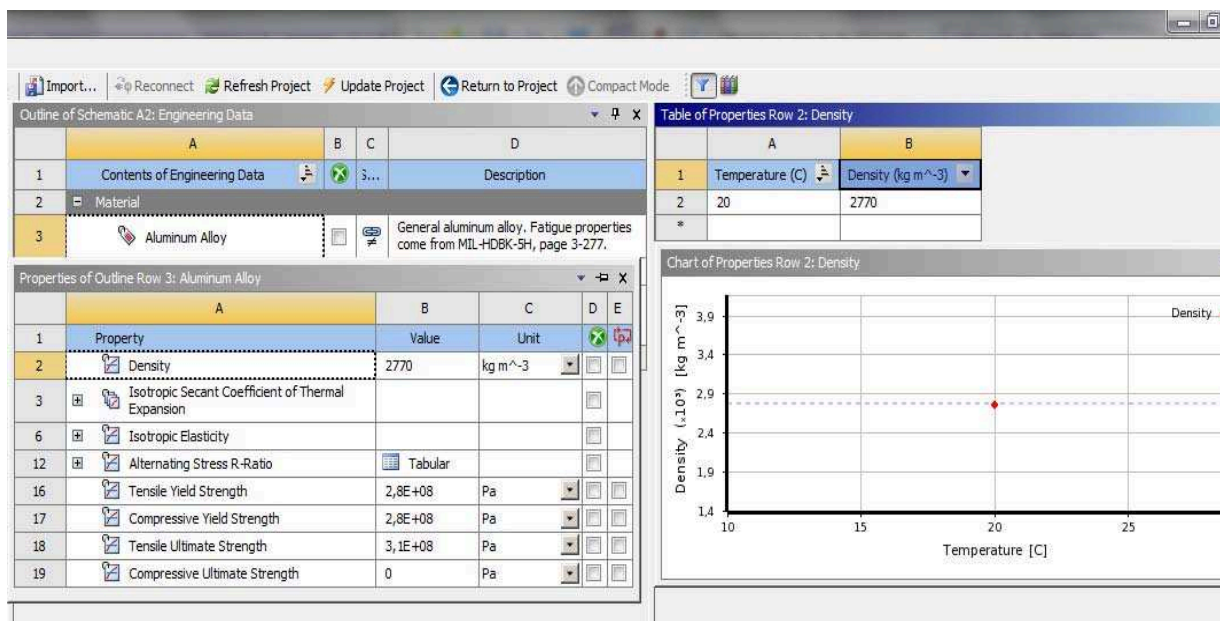 Import... Reconnect Refresh Project Update Project Return to Project Compact Mode
Outline of Schematic A2: Engineering Data
A B C D
1 Contents of Engineering Data Description
2 Material
3 Aluminum Alloy General aluminum alloy. Fatigue properties
come from MIL-HDBK-5H, page 3-277.
Properties of Outline Row 3: Aluminum Alloy
A B C D E
1 Property Value Unit
2 Density 2770 kg m^-3
3 Isotropic Secant Coefficient of Thermal
Expansion
6 Isotropic Elasticity
12 Alternating Stress R-Ratio Tabular
16 Tensile Yield Strength 2,8E+08 Pa
17 Compressive Yield Strength 2,8E+08 Pa
18 Tensile Ultimate Strength 3,1E+08 Pa
19 Compressive Ultimate Strength 0 Pa
Table of Properties Row 2: Density
A B
1 Temperature (C) Density (kg m^-3)
2 20 2770
*
Chart of Properties Row 2: Density
Density
Density (.10³) [kg m^-3]
3,9
3,4
2,9
2,4
1,9
1,4
10 15 20 25
Temperature [C]